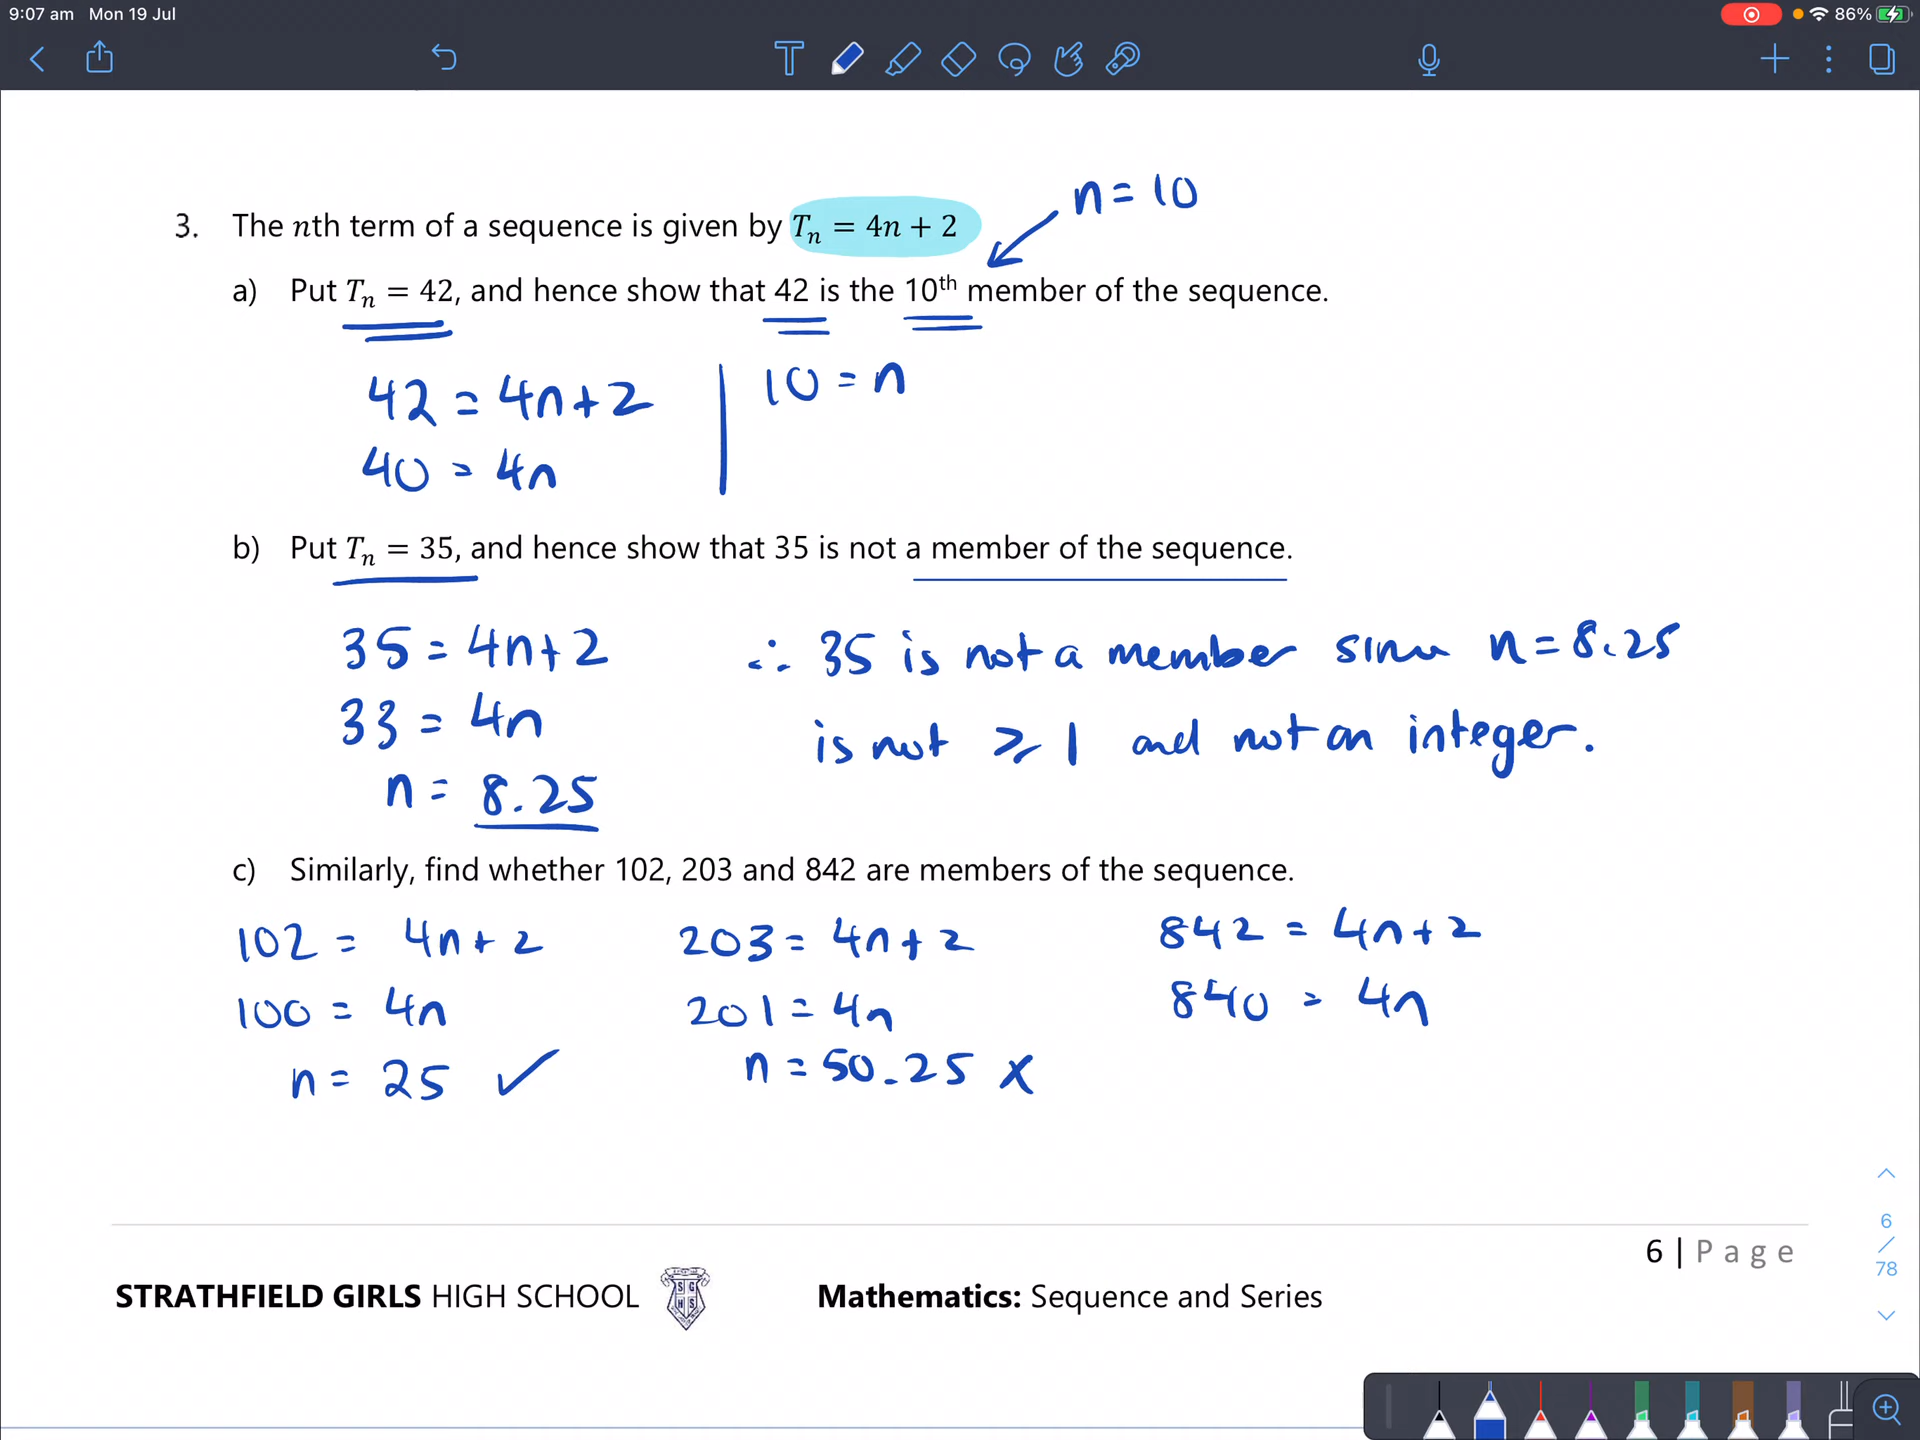 9:07 am Mon 19 Jul
86%
n = 10
3. The nth term of a sequence is given by Tn = 4n + 2
a) Put Tn = 42, and hence show that 42 is the 10th member of the sequence.
42 = 4n+2
10 = n
40 = 4n
b) Put Tn = 35, and hence show that 35 is not a member of the sequence.
35 = 4n+2
∴ 35 is not a member since n = 8.25
33 = 4n
is not ⩾ 1 and not an integer.
n = 8.25
c) Similarly, find whether 102, 203 and 842 are members of the sequence.
102 = 4n+2
203 = 4n+2
842 = 4n+2
100 = 4n
201 = 4n
840 = 4n
n = 25 ✓
n = 50.25 x
6 | Page
6
/
78
STRATHFIELD GIRLS HIGH SCHOOL
S G
H S
Mathematics: Sequence and Series